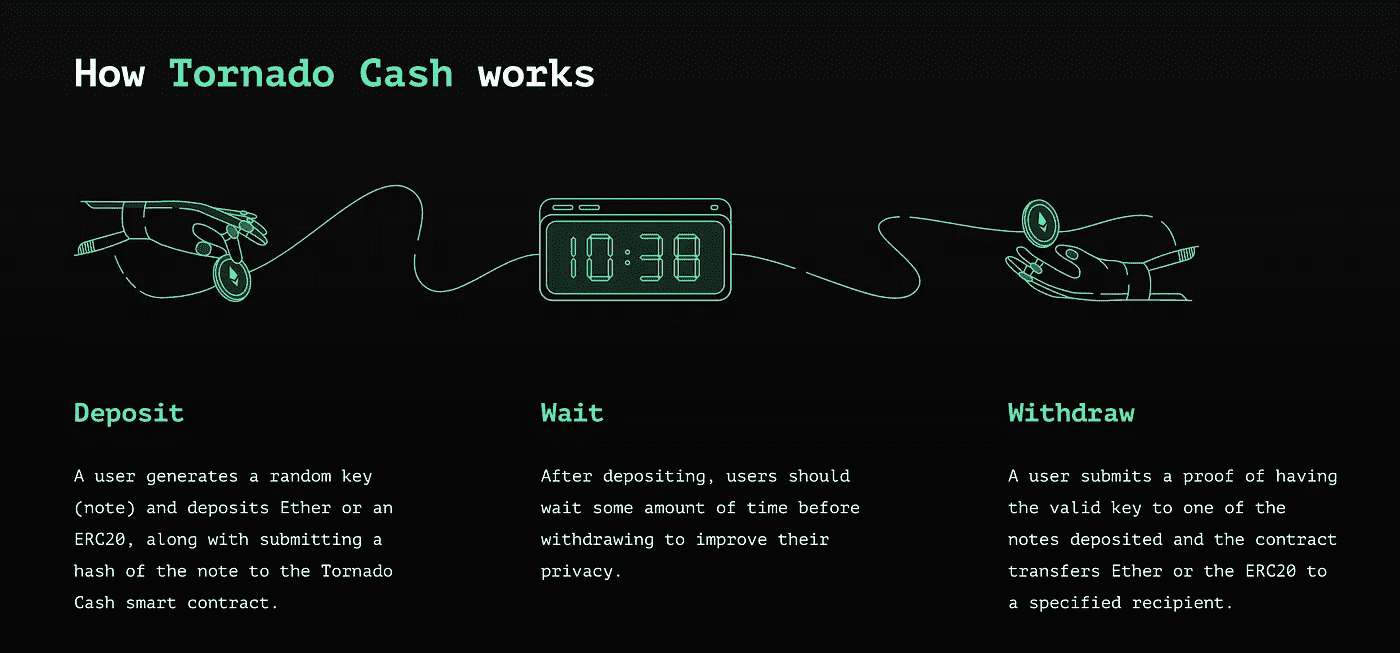 How Tornado Cash works
10:38
Deposit
A user generates a random key
(note) and deposits Ether or an
ERC20, along with submitting a
hash of the note to the Tornado
Cash smart contract.
Wait
After depositing, users should
wait some amount of time before
withdrawing to improve their
privacy.
Withdraw
A user submits a proof of having
the valid key to one of the
notes deposited and the contract
transfers Ether or the ERC20 to
a specified recipient.